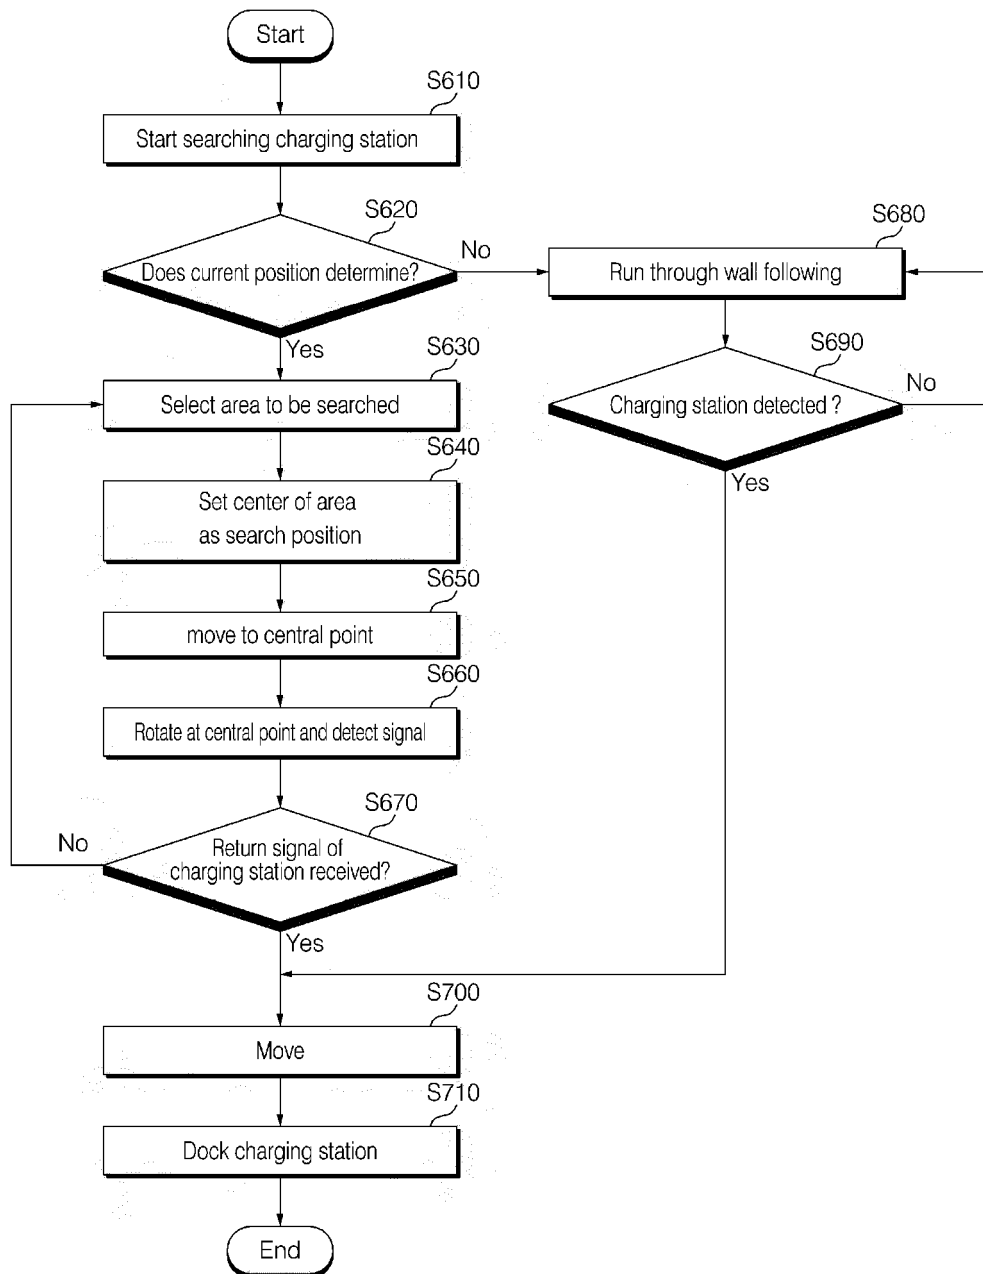 Start
S610
Start searching charging station
S620
Does current position determine?
No
Yes
S680
Run through wall following
S690
Charging station detected ?
No
Yes
S630
Select area to be searched
S640
Set center of area
as search position
S650
move to central point
S660
Rotate at central point and detect signal
S670
Return signal of
charging station received?
No
Yes
S700
Move
S710
Dock charging station
End